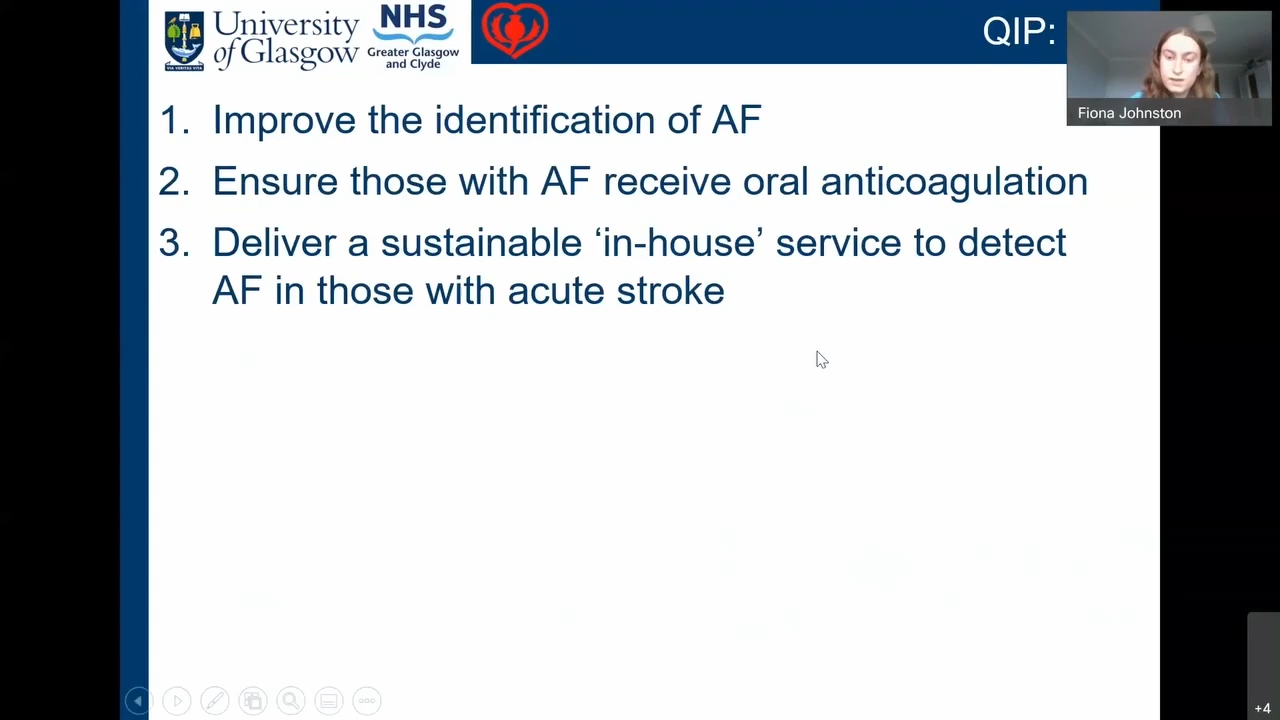 University
of Glasgow
NHS
Greater Glasgow
and Clyde
QIP:
Fiona Johnston
1. Improve the identification of AF
2. Ensure those with AF receive oral anticoagulation
3. Deliver a sustainable ‘in-house’ service to detect
AF in those with acute stroke
+4